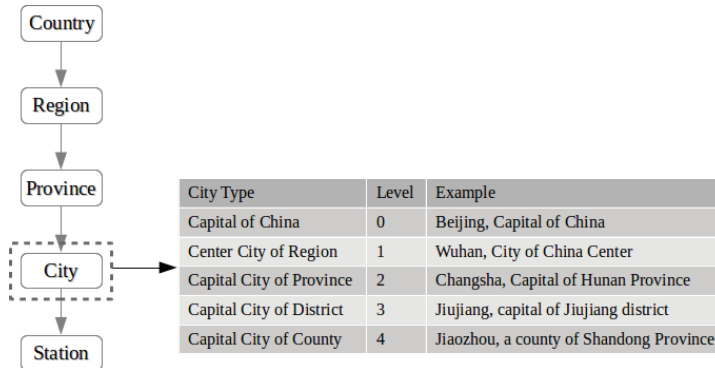 Country
Region
Province
City
Station
City Type Level Example
Capital of China 0 Beijing, Capital of China
Center City of Region 1 Wuhan, City of China Center
Capital City of Province 2 Changsha, Capital of Hunan Province
Capital City of District 3 Jiujiang, capital of Jiujiang district
Capital City of County 4 Jiaozhou, a county of Shandong Province